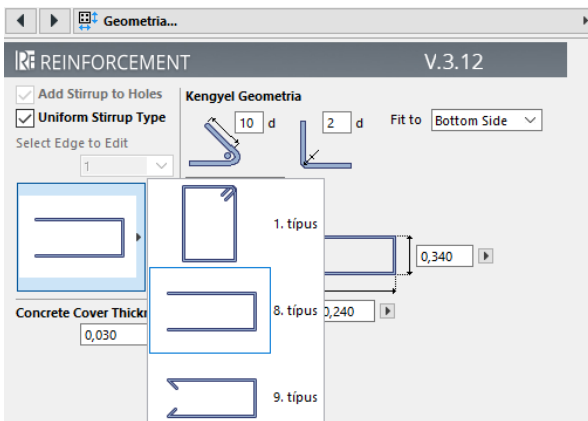 Geometria...
REINFORCEMENT V.3.12
Add Stirrup to Holes
Kengyel Geometria
Uniform Stirrup Type
10 d 2 d Fit to Bottom Side
Select Edge to Edit
1
1. típus
0,340
8. típus
0,240
Concrete Cover Thickn
0,030
9. típus